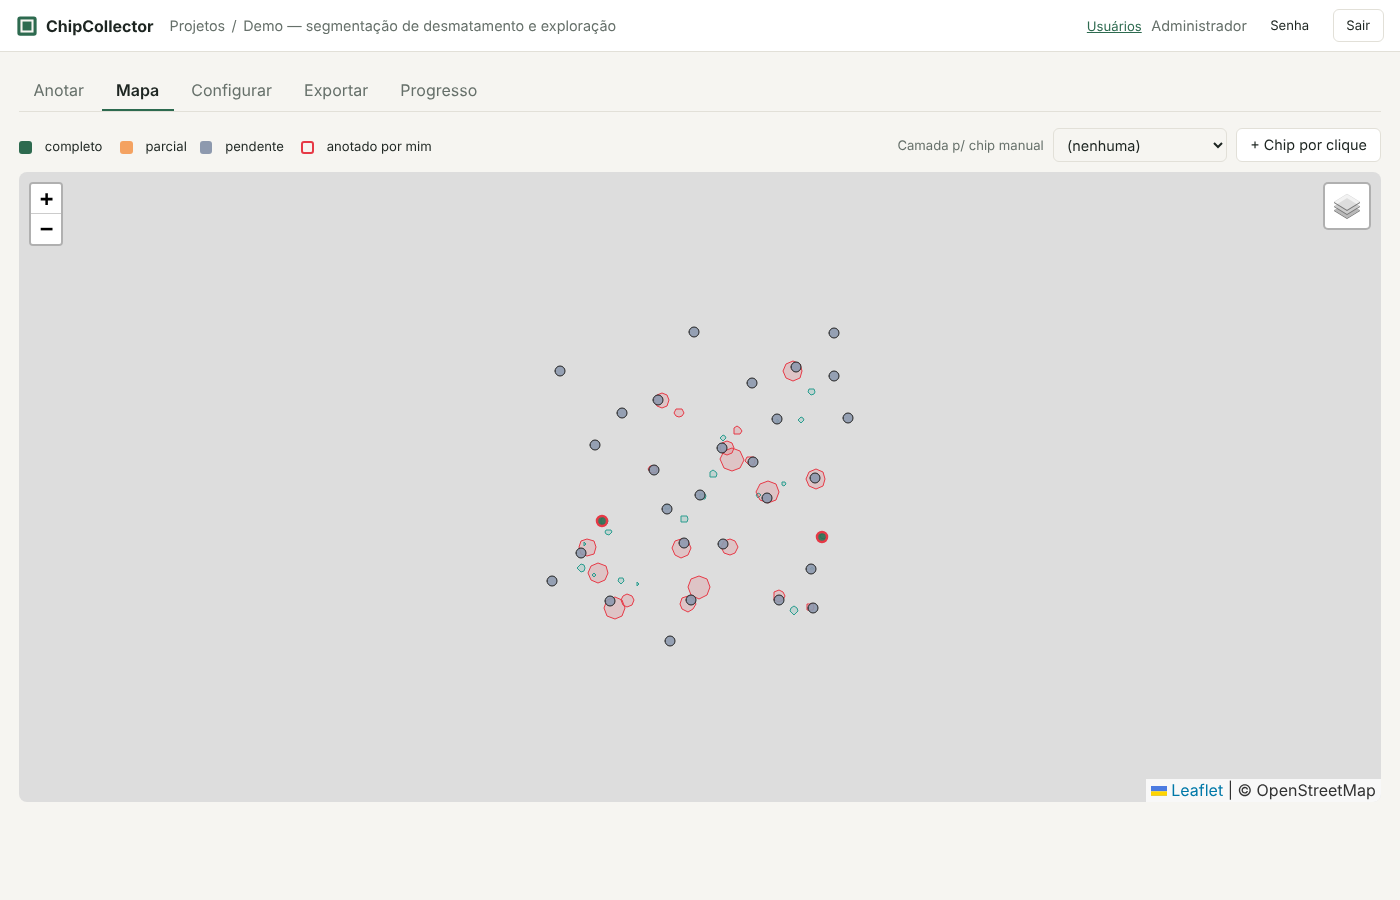 ChipCollector Projetos / Demo — segmentação de desmatamento e exploração Usuários Administrador Senha Sair
Anotar Mapa Configurar Exportar Progresso
completo parcial pendente anotado por mim Camada p/ chip manual (nenhuma) + Chip por clique
+
−
Leaflet | © OpenStreetMap